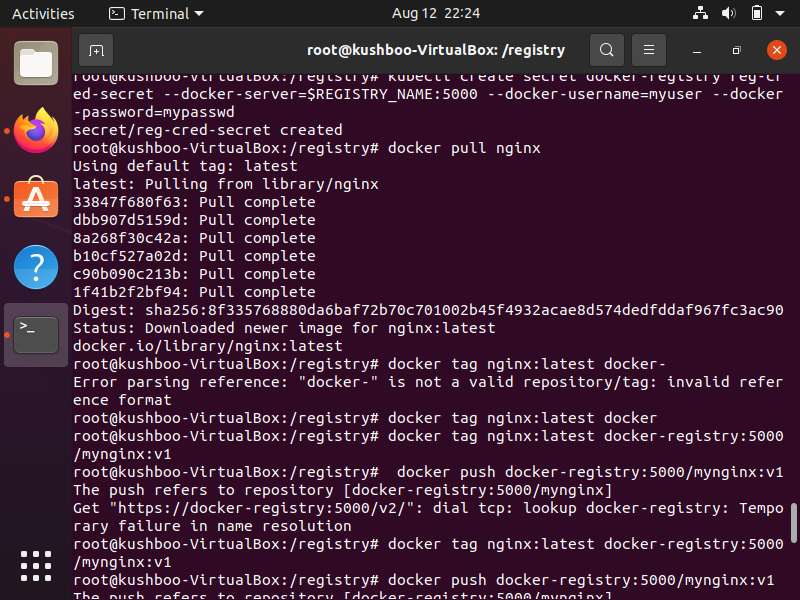 Activities
Terminal
Aug 12 22:24
root@kushboo-VirtualBox: /registry
root@kushboo-VirtualBox:/registry# kubectl create secret docker-registry reg-cr
ed-secret --docker-server=$REGISTRY_NAME:5000 --docker-username=myuser --docker
-password=mypasswd
secret/reg-cred-secret created
root@kushboo-VirtualBox:/registry# docker pull nginx
Using default tag: latest
latest: Pulling from library/nginx
33847f680f63: Pull complete
dbb907d5159d: Pull complete
8a268f30c42a: Pull complete
b10cf527a02d: Pull complete
c90b090c213b: Pull complete
1f41b2f2bf94: Pull complete
Digest: sha256:8f335768880da6baf72b70c701002b45f4932acae8d574dedfddaf967fc3ac90
Status: Downloaded newer image for nginx:latest
docker.io/library/nginx:latest
root@kushboo-VirtualBox:/registry# docker tag nginx:latest docker-
Error parsing reference: "docker-" is not a valid repository/tag: invalid refer
ence format
root@kushboo-VirtualBox:/registry# docker tag nginx:latest docker
root@kushboo-VirtualBox:/registry# docker tag nginx:latest docker-registry:5000
/mynginx:v1
root@kushboo-VirtualBox:/registry#  docker push docker-registry:5000/mynginx:v1
The push refers to repository [docker-registry:5000/mynginx]
Get "https://docker-registry:5000/v2/": dial tcp: lookup docker-registry: Tempo
rary failure in name resolution
root@kushboo-VirtualBox:/registry# docker tag nginx:latest docker-registry:5000
/mynginx:v1
root@kushboo-VirtualBox:/registry# docker push docker-registry:5000/mynginx:v1
The push refers to repository [docker-registry:5000/mynginx]